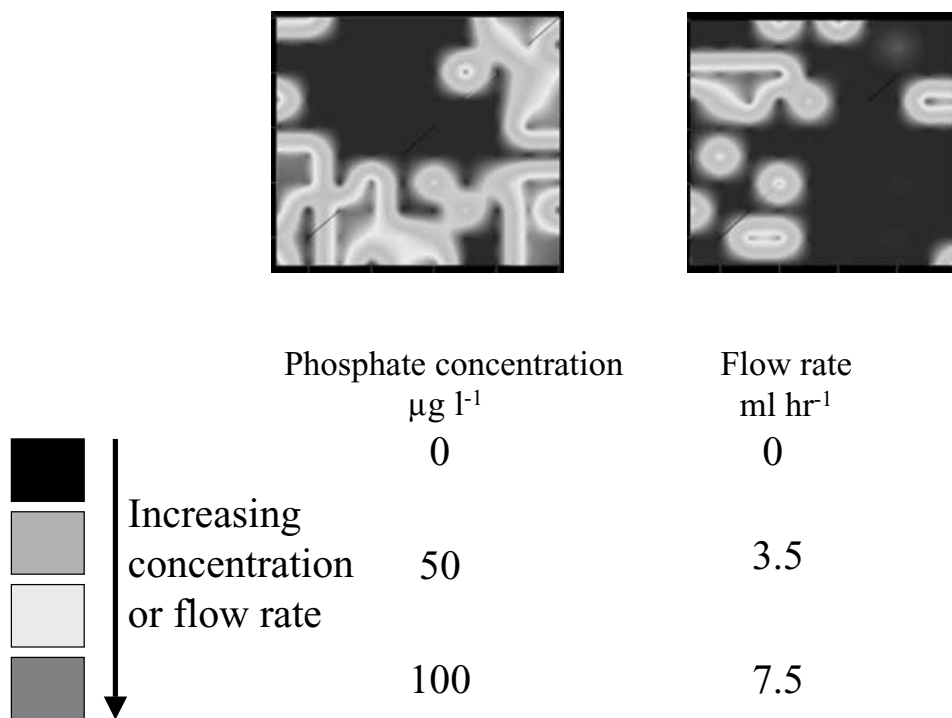 Phosphate concentration
µg l-1
Flow rate
ml hr-1
0
0
Increasing
concentration
or flow rate
50
3.5
100
7.5